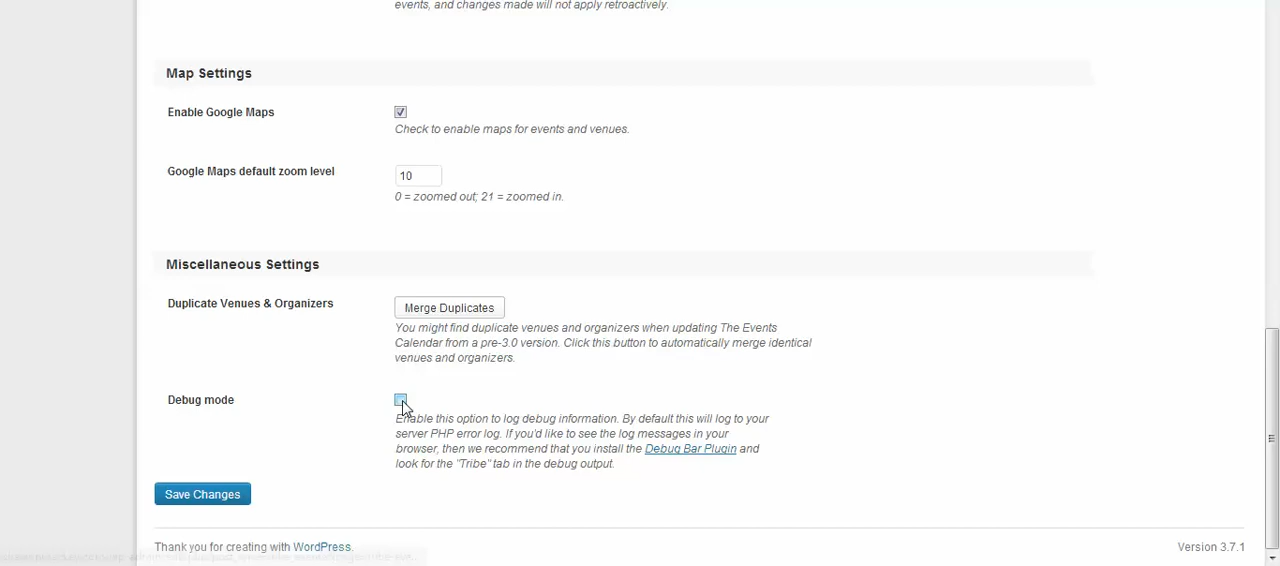 events, and changes made will not apply retroactively.
Map Settings
Enable Google Maps
Check to enable maps for events and venues.
Google Maps default zoom level
10
0 = zoomed out; 21 = zoomed in.
Miscellaneous Settings
Duplicate Venues & Organizers
Merge Duplicates
You might find duplicate venues and organizers when updating The Events
Calendar from a pre-3.0 version. Click this button to automatically merge identical
venues and organizers.
Debug mode
Enable this option to log debug information. By default this will log to your
server PHP error log. If you'd like to see the log messages in your
browser, then we recommend that you install the Debug Bar Plugin and
look for the "Tribe" tab in the debug output.
Save Changes
Thank you for creating with WordPress.
Version 3.7.1